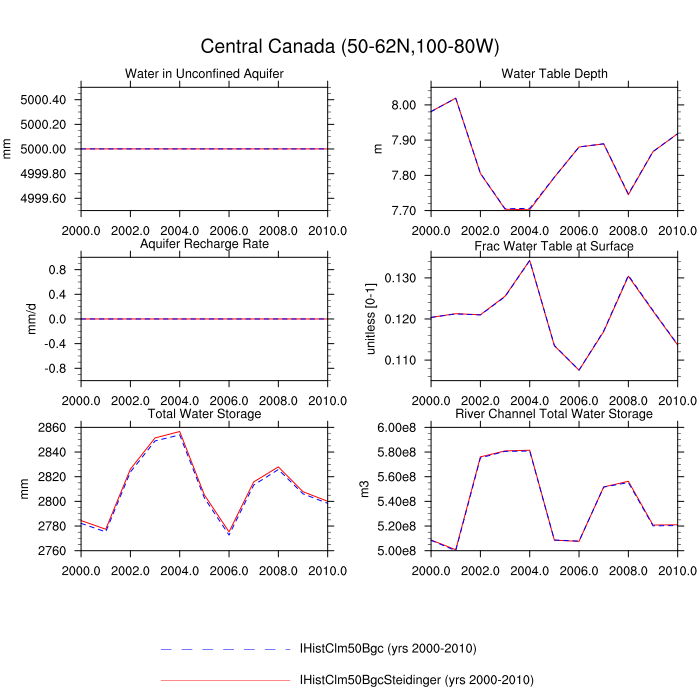 Central Canada (50-62N,100-80W)
Water in Unconfined Aquifer
mm
5000.40
5000.20
5000.00
4999.80
4999.60
2000.0 2002.0 2004.0 2006.0 2008.0 2010.0
Water Table Depth
m
8.00
7.90
7.80
7.70
2000.0 2002.0 2004.0 2006.0 2008.0 2010.0
Aquifer Recharge Rate
mm/d
0.8
0.4
0.0
-0.4
-0.8
2000.0 2002.0 2004.0 2006.0 2008.0 2010.0
Frac Water Table at Surface
unitless [0-1]
0.130
0.120
0.110
2000.0 2002.0 2004.0 2006.0 2008.0 2010.0
Total Water Storage
mm
2860
2840
2820
2800
2780
2760
2000.0 2002.0 2004.0 2006.0 2008.0 2010.0
River Channel Total Water Storage
m3
6.00e8
5.80e8
5.60e8
5.40e8
5.20e8
5.00e8
2000.0 2002.0 2004.0 2006.0 2008.0 2010.0
IHistClm50Bgc (yrs 2000-2010)
IHistClm50BgcSteidinger (yrs 2000-2010)